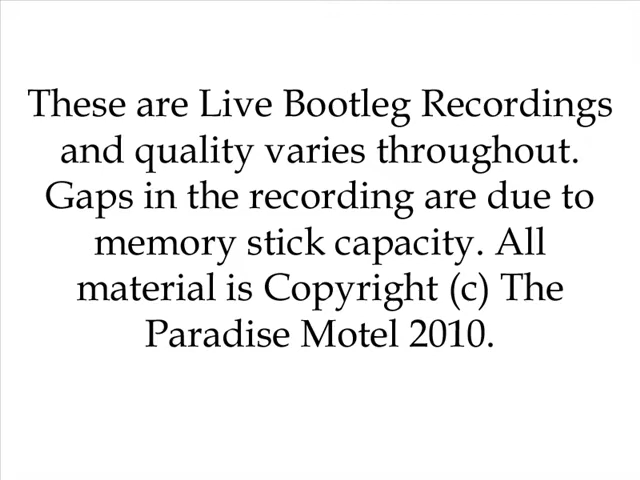 These are Live Bootleg Recordings
and quality varies throughout.
Gaps in the recording are due to
memory stick capacity. All
material is Copyright (c) The
Paradise Motel 2010.